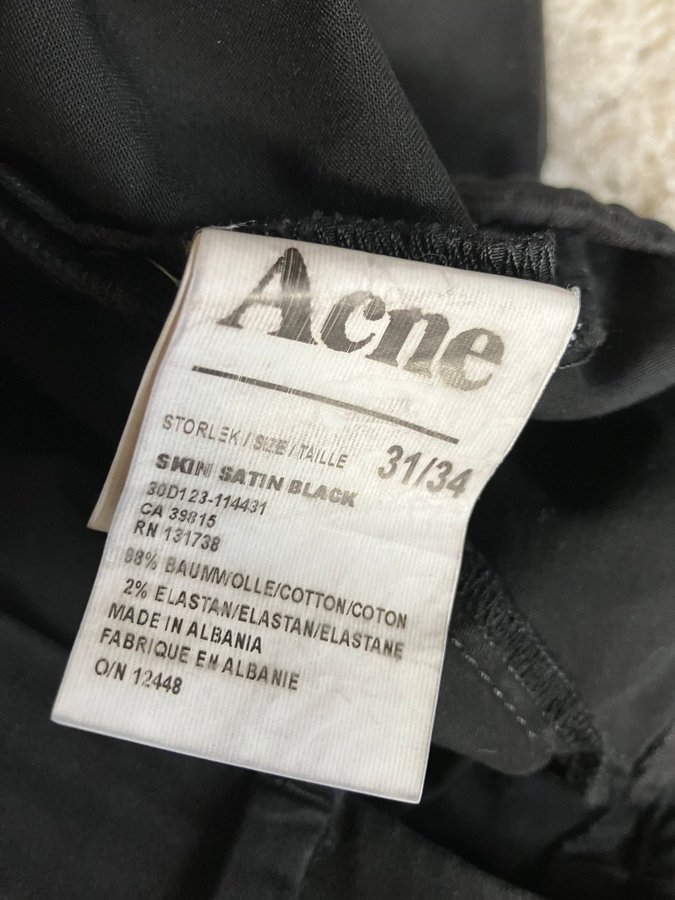 Acne
STORLEK/SIZE/TAILLE 31/34
SKIN SATIN BLACK
30D123-114431
CA 39815
RN 131738
98% BAUMWOLLE/COTTON/COTON
2% ELASTAN/ELASTAN/ELASTANE
MADE IN ALBANIA
FABRIQUE EN ALBANIE
O/N 12448